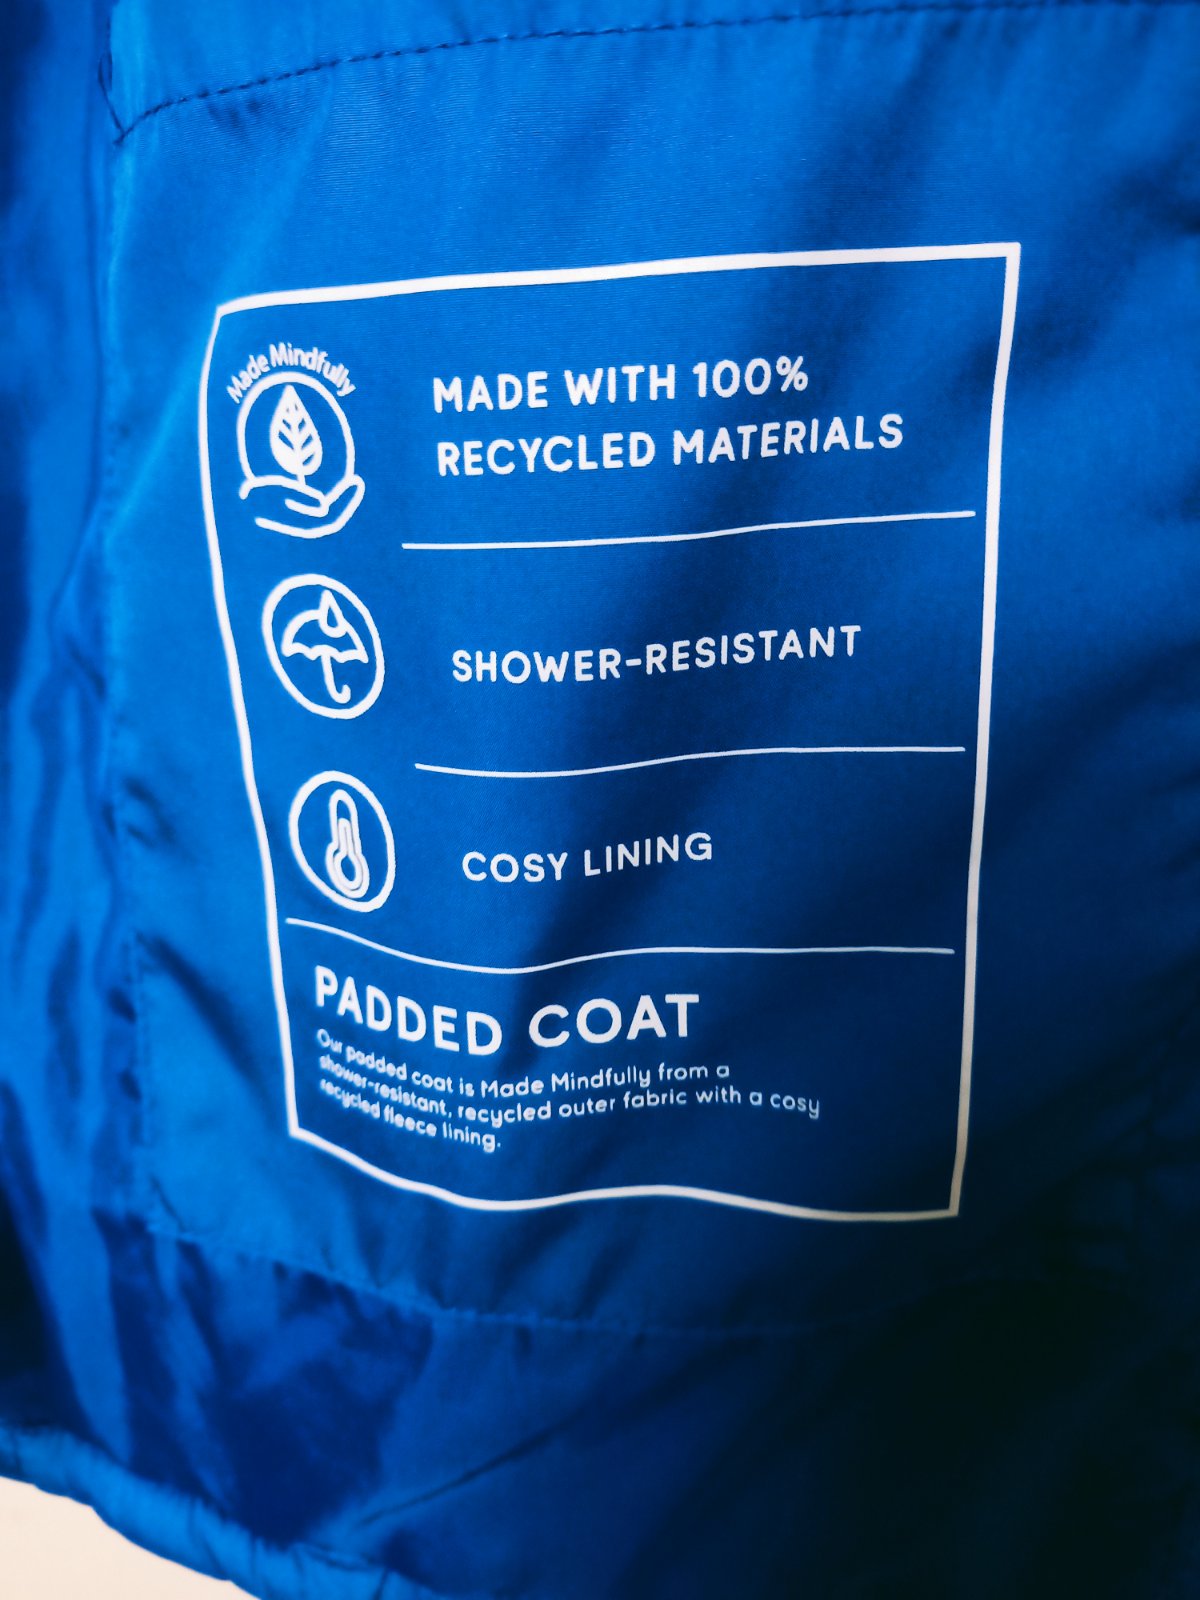 Made Mindfully
MADE WITH 100%
RECYCLED MATERIALS
SHOWER-RESISTANT
COSY LINING
PADDED COAT
Our padded coat is Made Mindfully from a
shower-resistant, recycled outer fabric with a cosy
recycled fleece lining.